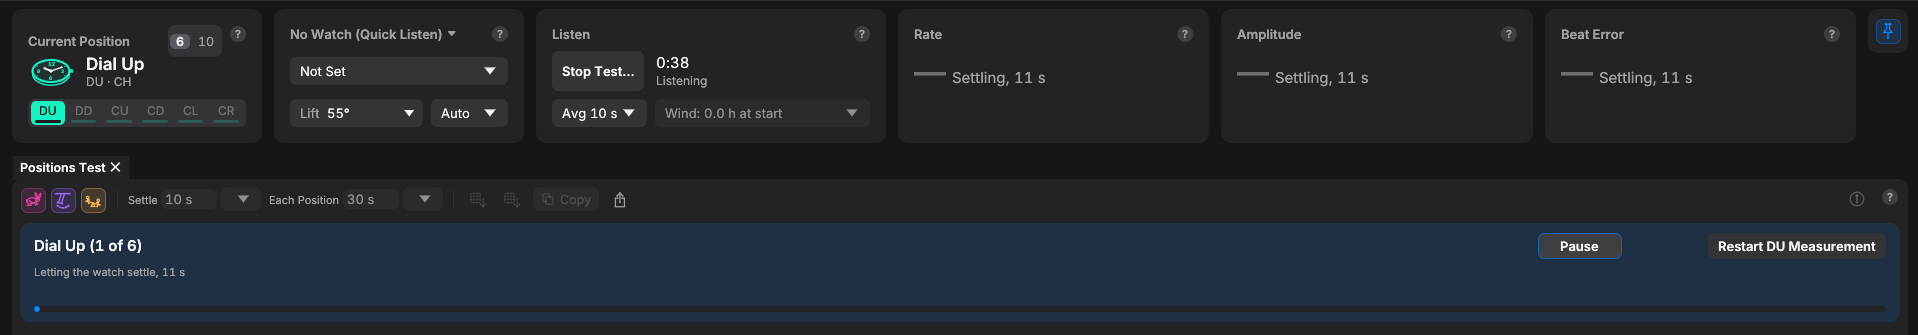 Current Position
6 10
?
Dial Up
DU · CH
DU DD CU CD CL CR
No Watch (Quick Listen)
?
Not Set
Lift 55°
Auto
Listen
?
Stop Test...
0:38
Listening
Avg 10 s
Wind: 0.0 h at start
Rate
?
Settling, 11 s
Amplitude
?
Settling, 11 s
Beat Error
?
Settling, 11 s
Positions Test
Settle 10 s
Each Position 30 s
Copy
?
Dial Up (1 of 6)
Pause
Restart DU Measurement
Letting the watch settle, 11 s